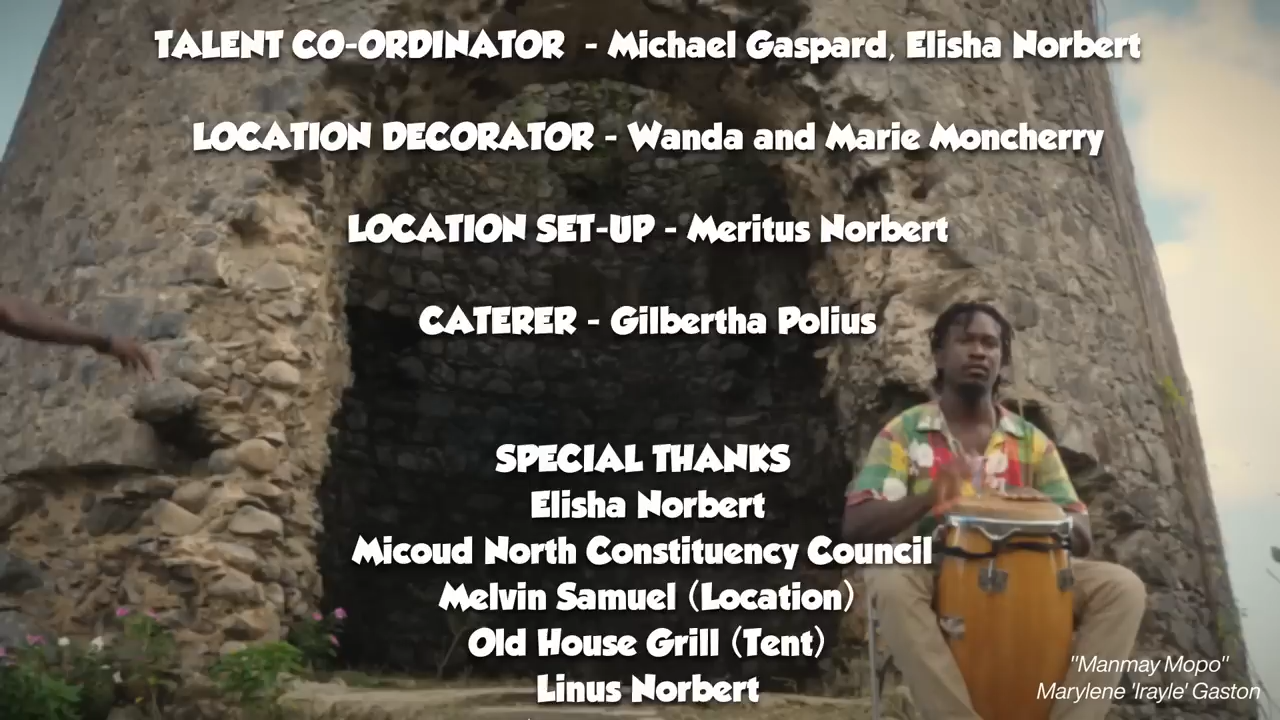 TALENT CO-ORDINATOR - Michael Gaspard, Elisha Norbert
LOCATION DECORATOR - Wanda and Marie Moncherry
LOCATION SET-UP - Meritus Norbert
CATERER - Gilbertha Polius
SPECIAL THANKS
Elisha Norbert
Micoud North Constituency Council
Melvin Samuel (Location)
Old House Grill (Tent)
Linus Norbert
"Manmay Mopo"
Marylene 'Irayle' Gaston